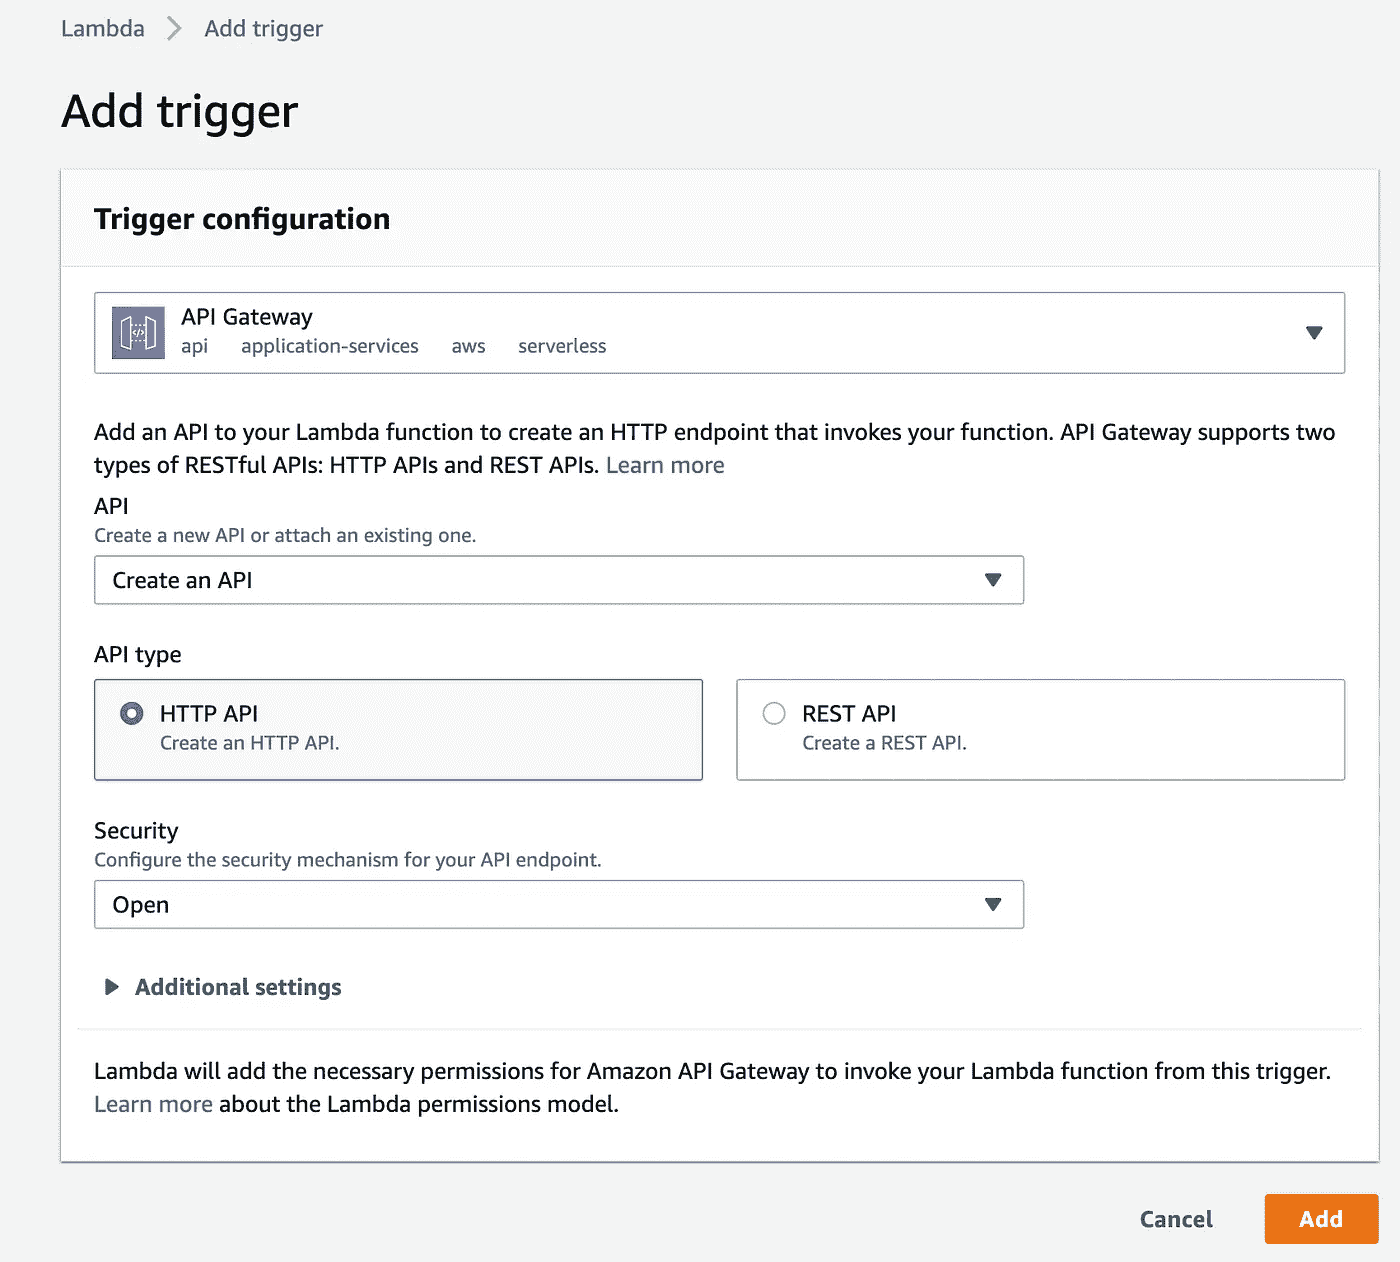 Lambda > Add trigger
Add trigger
Trigger configuration
API Gateway
api application-services aws serverless
Add an API to your Lambda function to create an HTTP endpoint that invokes your function. API Gateway supports two
types of RESTful APIs: HTTP APIs and REST APIs. Learn more
API
Create a new API or attach an existing one.
Create an API
API type
HTTP API
Create an HTTP API.
REST API
Create a REST API.
Security
Configure the security mechanism for your API endpoint.
Open
Additional settings
Lambda will add the necessary permissions for Amazon API Gateway to invoke your Lambda function from this trigger.
Learn more about the Lambda permissions model.
Cancel Add